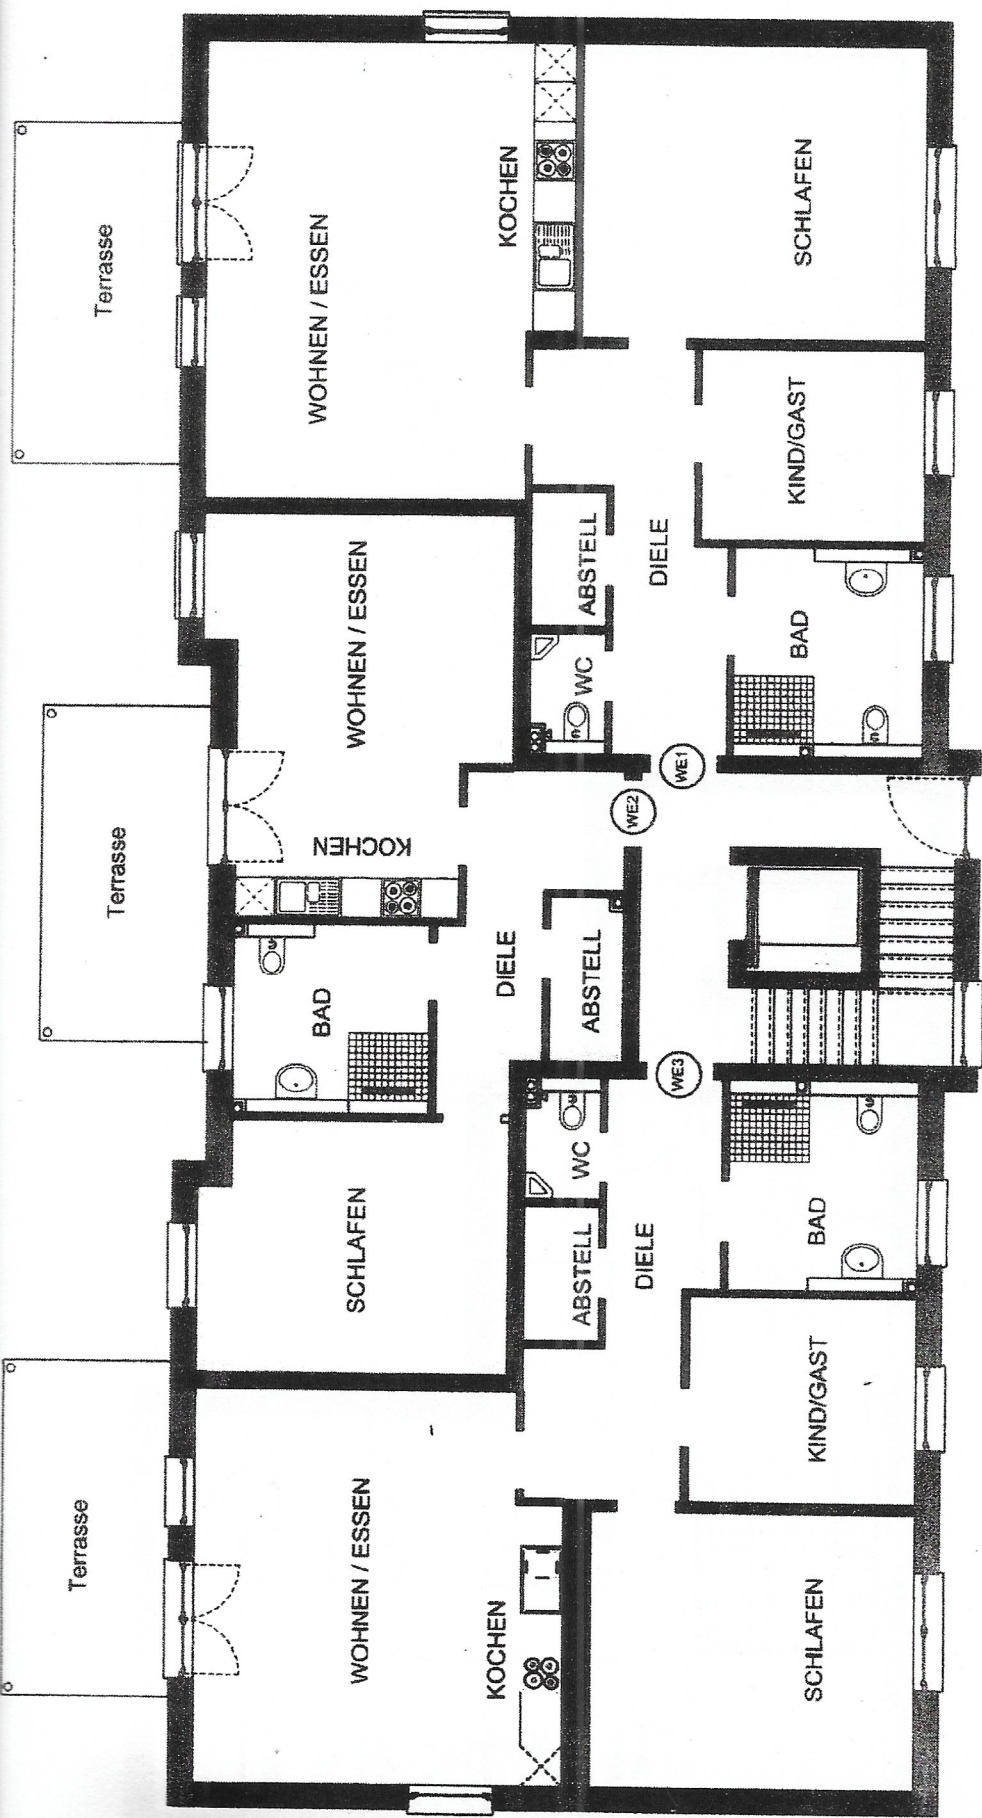 Terrasse
WOHNEN / ESSEN
KOCHEN
SCHLAFEN
KIND/GAST
DIELE
ABSTELL
WC
BAD
WE1
Terrasse
WOHNEN / ESSEN
KOCHEN
WE2
DIELE
ABSTELL
BAD
SCHLAFEN
Terrasse
WOHNEN / ESSEN
KOCHEN
SCHLAFEN
KIND/GAST
DIELE
ABSTELL
WC
BAD
WE3